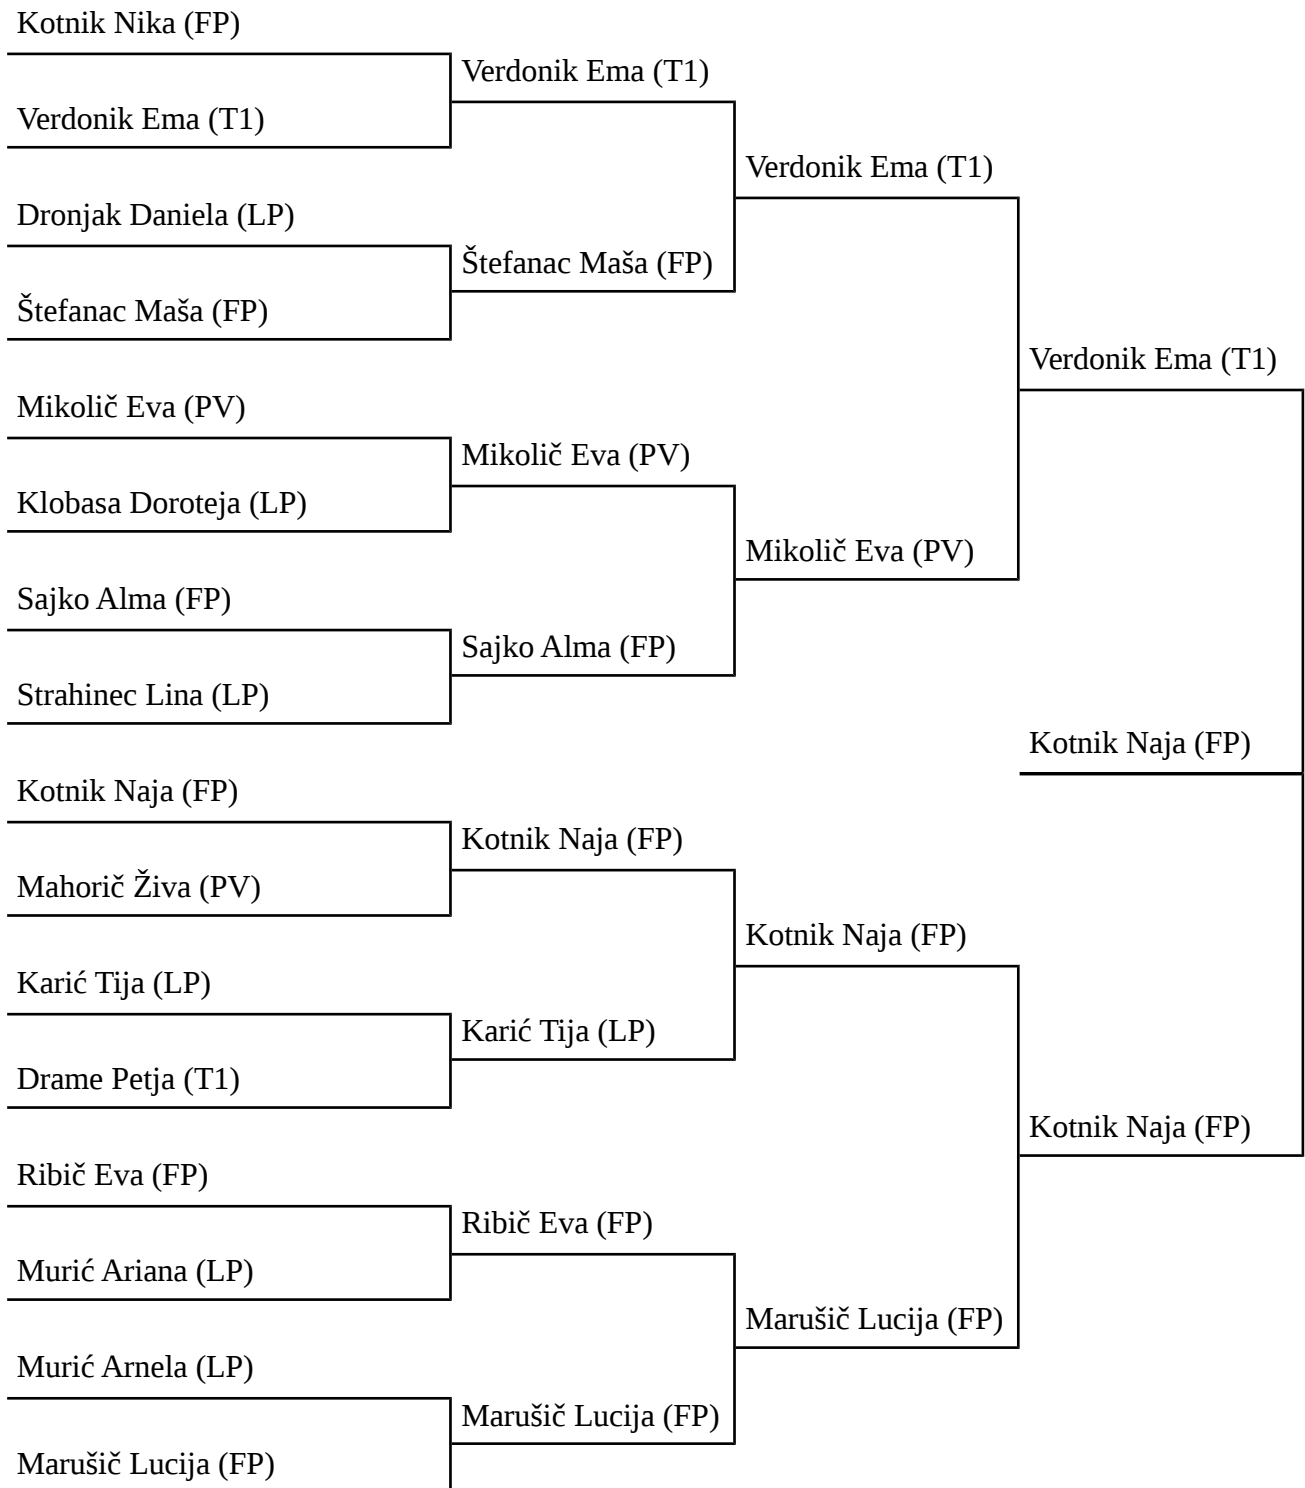 Kotnik Nika (FP)
Verdonik Ema (T1)
Verdonik Ema (T1)
Verdonik Ema (T1)
Dronjak Daniela (LP)
Štefanac Maša (FP)
Štefanac Maša (FP)
Verdonik Ema (T1)
Mikolič Eva (PV)
Mikolič Eva (PV)
Klobasa Doroteja (LP)
Mikolič Eva (PV)
Sajko Alma (FP)
Sajko Alma (FP)
Strahinec Lina (LP)
Kotnik Naja (FP)
Kotnik Naja (FP)
Kotnik Naja (FP)
Mahorič Živa (PV)
Kotnik Naja (FP)
Karić Tija (LP)
Karić Tija (LP)
Drame Petja (T1)
Kotnik Naja (FP)
Ribič Eva (FP)
Ribič Eva (FP)
Murić Ariana (LP)
Marušič Lucija (FP)
Murić Arnela (LP)
Marušič Lucija (FP)
Marušič Lucija (FP)